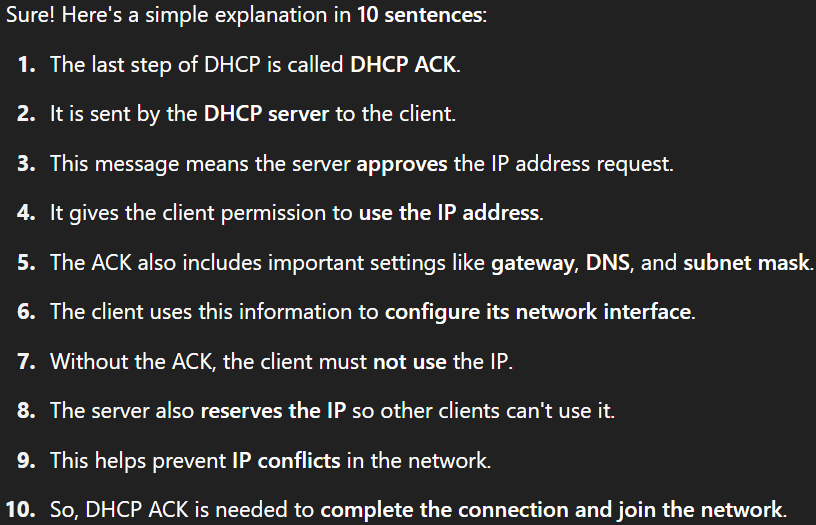 Sure! Here's a simple explanation in 10 sentences:
1. The last step of DHCP is called DHCP ACK.
2. It is sent by the DHCP server to the client.
3. This message means the server approves the IP address request.
4. It gives the client permission to use the IP address.
5. The ACK also includes important settings like gateway, DNS, and subnet mask.
6. The client uses this information to configure its network interface.
7. Without the ACK, the client must not use the IP.
8. The server also reserves the IP so other clients can't use it.
9. This helps prevent IP conflicts in the network.
10. So, DHCP ACK is needed to complete the connection and join the network.